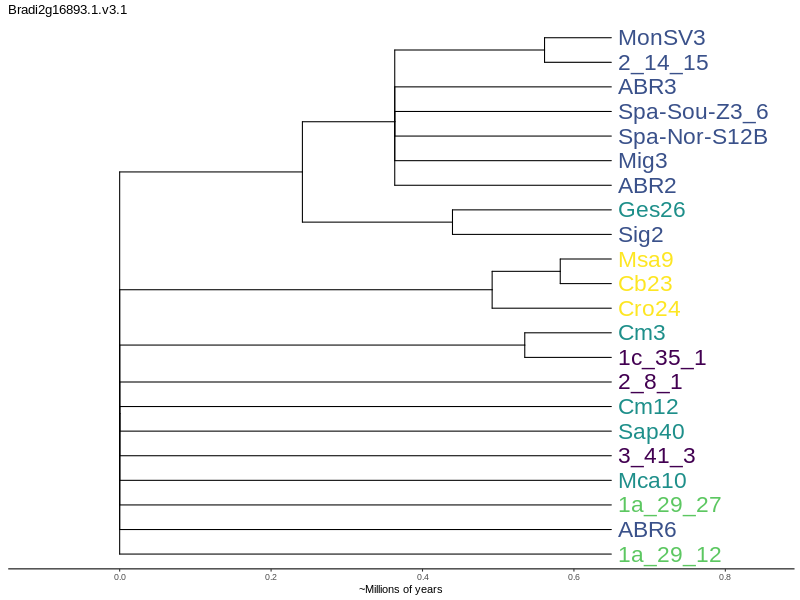 Bradi2g16893.1.v3.1
MonSV3
2_14_15
ABR3
Spa-Sou-Z3_6
Spa-Nor-S12B
Mig3
ABR2
Ges26
Sig2
Msa9
Cb23
Cro24
Cm3
1c_35_1
2_8_1
Cm12
Sap40
3_41_3
Mca10
1a_29_27
ABR6
1a_29_12
0.0 0.2 0.4 0.6 0.8
~Millions of years